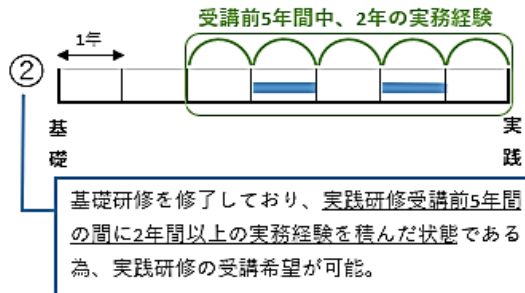 受講前5年間中、2年の実務経験
1年
②
基礎
実践
基礎研修を修了しており、実践研修受講前5年間
の間に2年間以上の実務経験を積んだ状態である
為、実践研修の受講希望が可能。